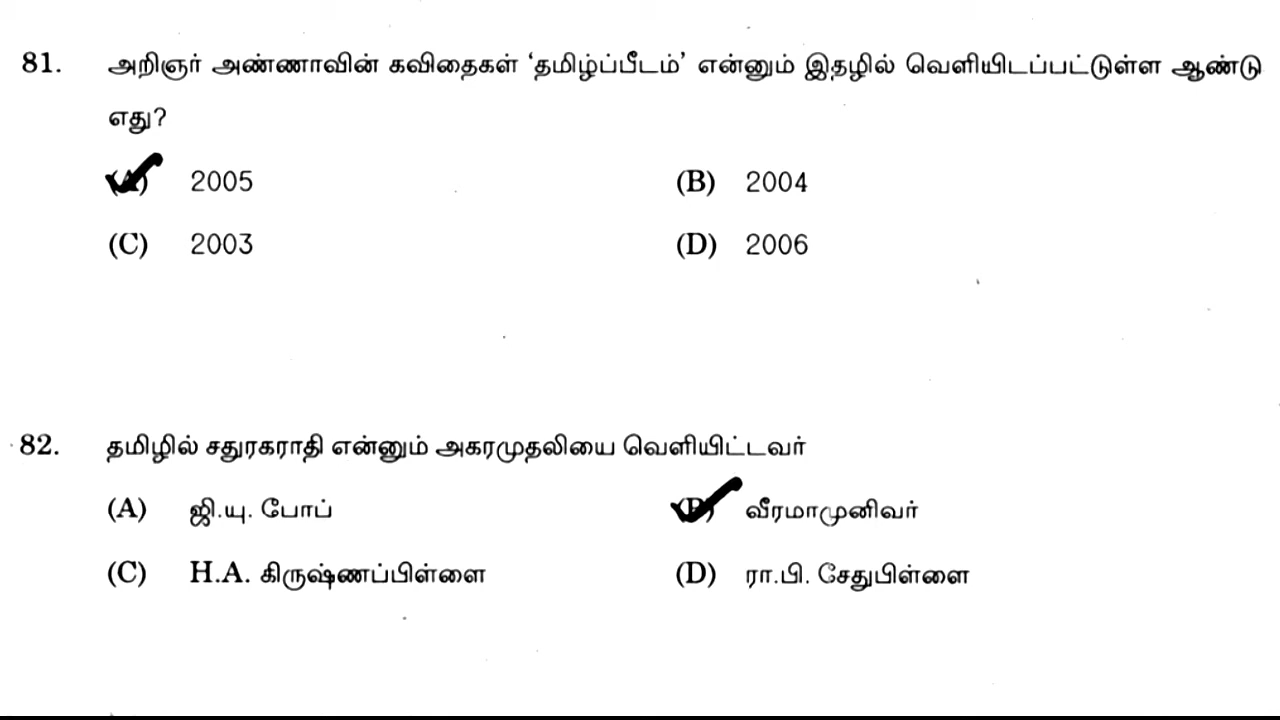 81. அறிஞர் அண்ணாவின் கவிதைகள் ‘தமிழ்ப்பீடம்’ என்னும் இதழில் வெளியிடப்பட்டுள்ள ஆண்டு
எது?
(A) 2005 (B) 2004
(C) 2003 (D) 2006
82. தமிழில் சதுரகராதி என்னும் அகரமுதலியை வெளியிட்டவர்
(A) ஜி.யு. போப் (B) வீரமாமுனிவர்
(C) H.A. கிருஷ்ணப்பிள்ளை (D) ரா.பி. சேதுபிள்ளை